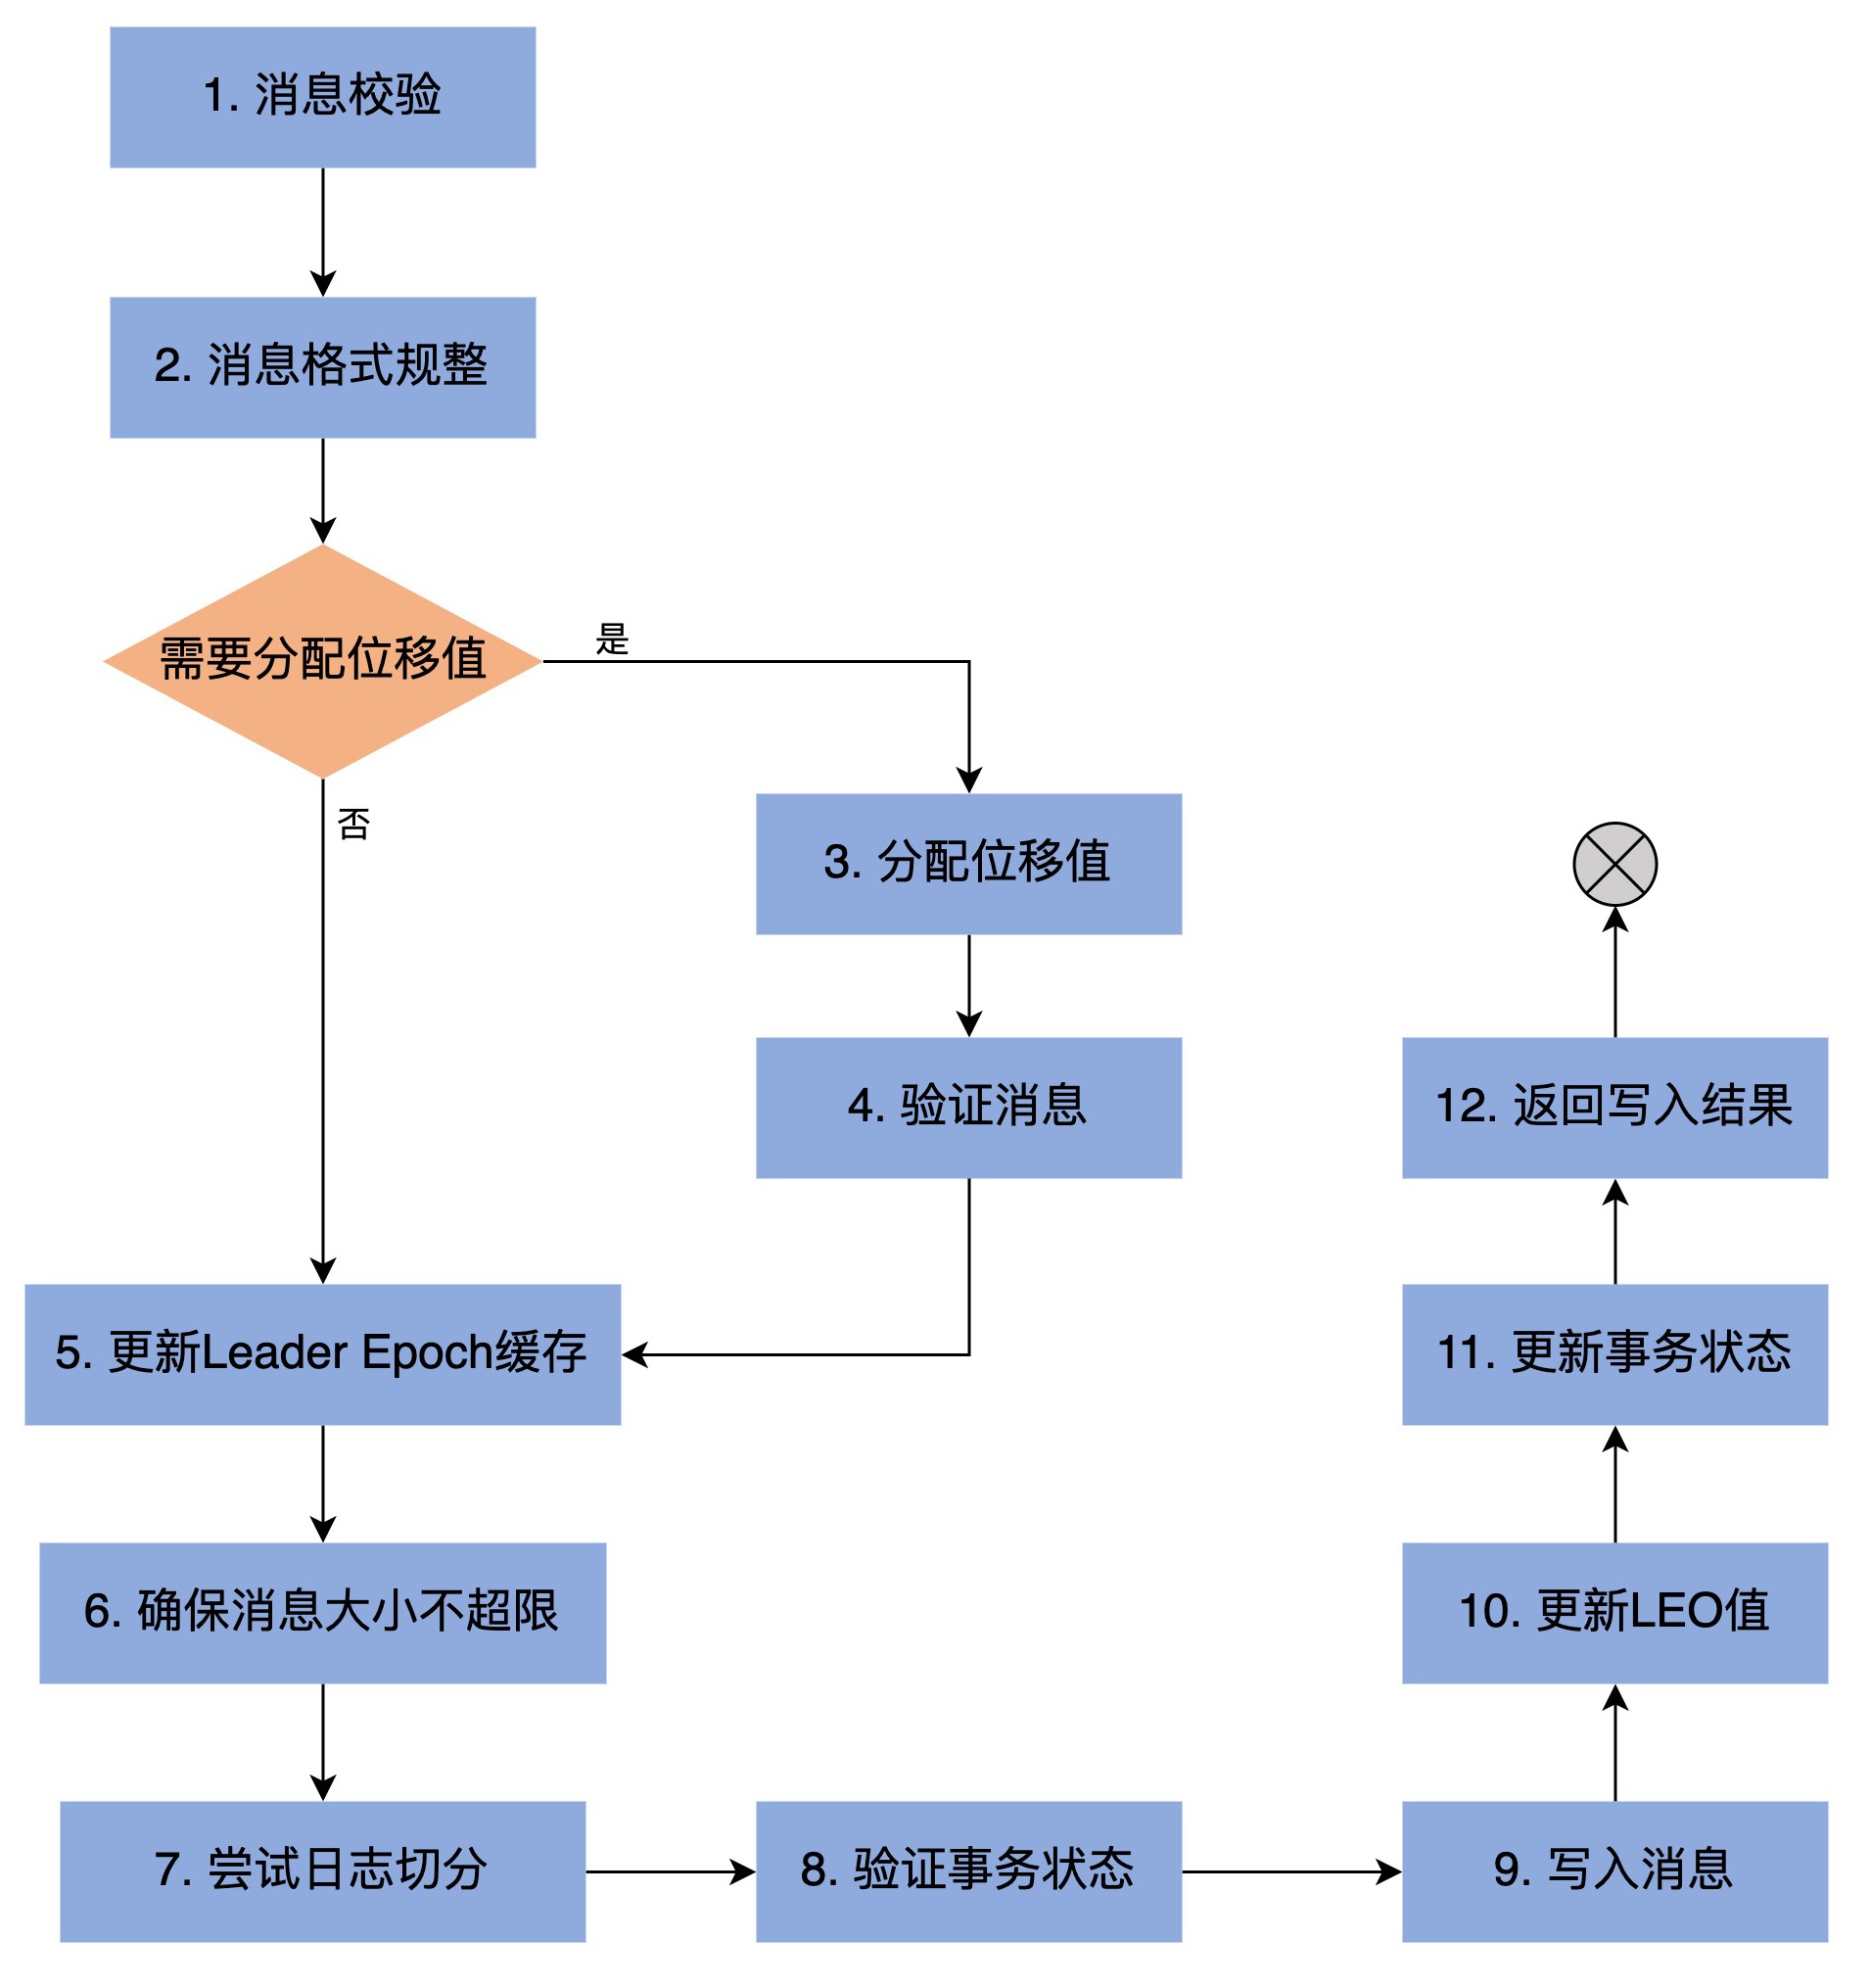 1. 消息校验
2. 消息格式规整
需要分配位移值
是
否
3. 分配位移值
4. 验证消息
5. 更新Leader Epoch缓存
6. 确保消息大小不超限
7. 尝试日志切分
8. 验证事务状态
9. 写入消息
10. 更新LEO值
11. 更新事务状态
12. 返回写入结果